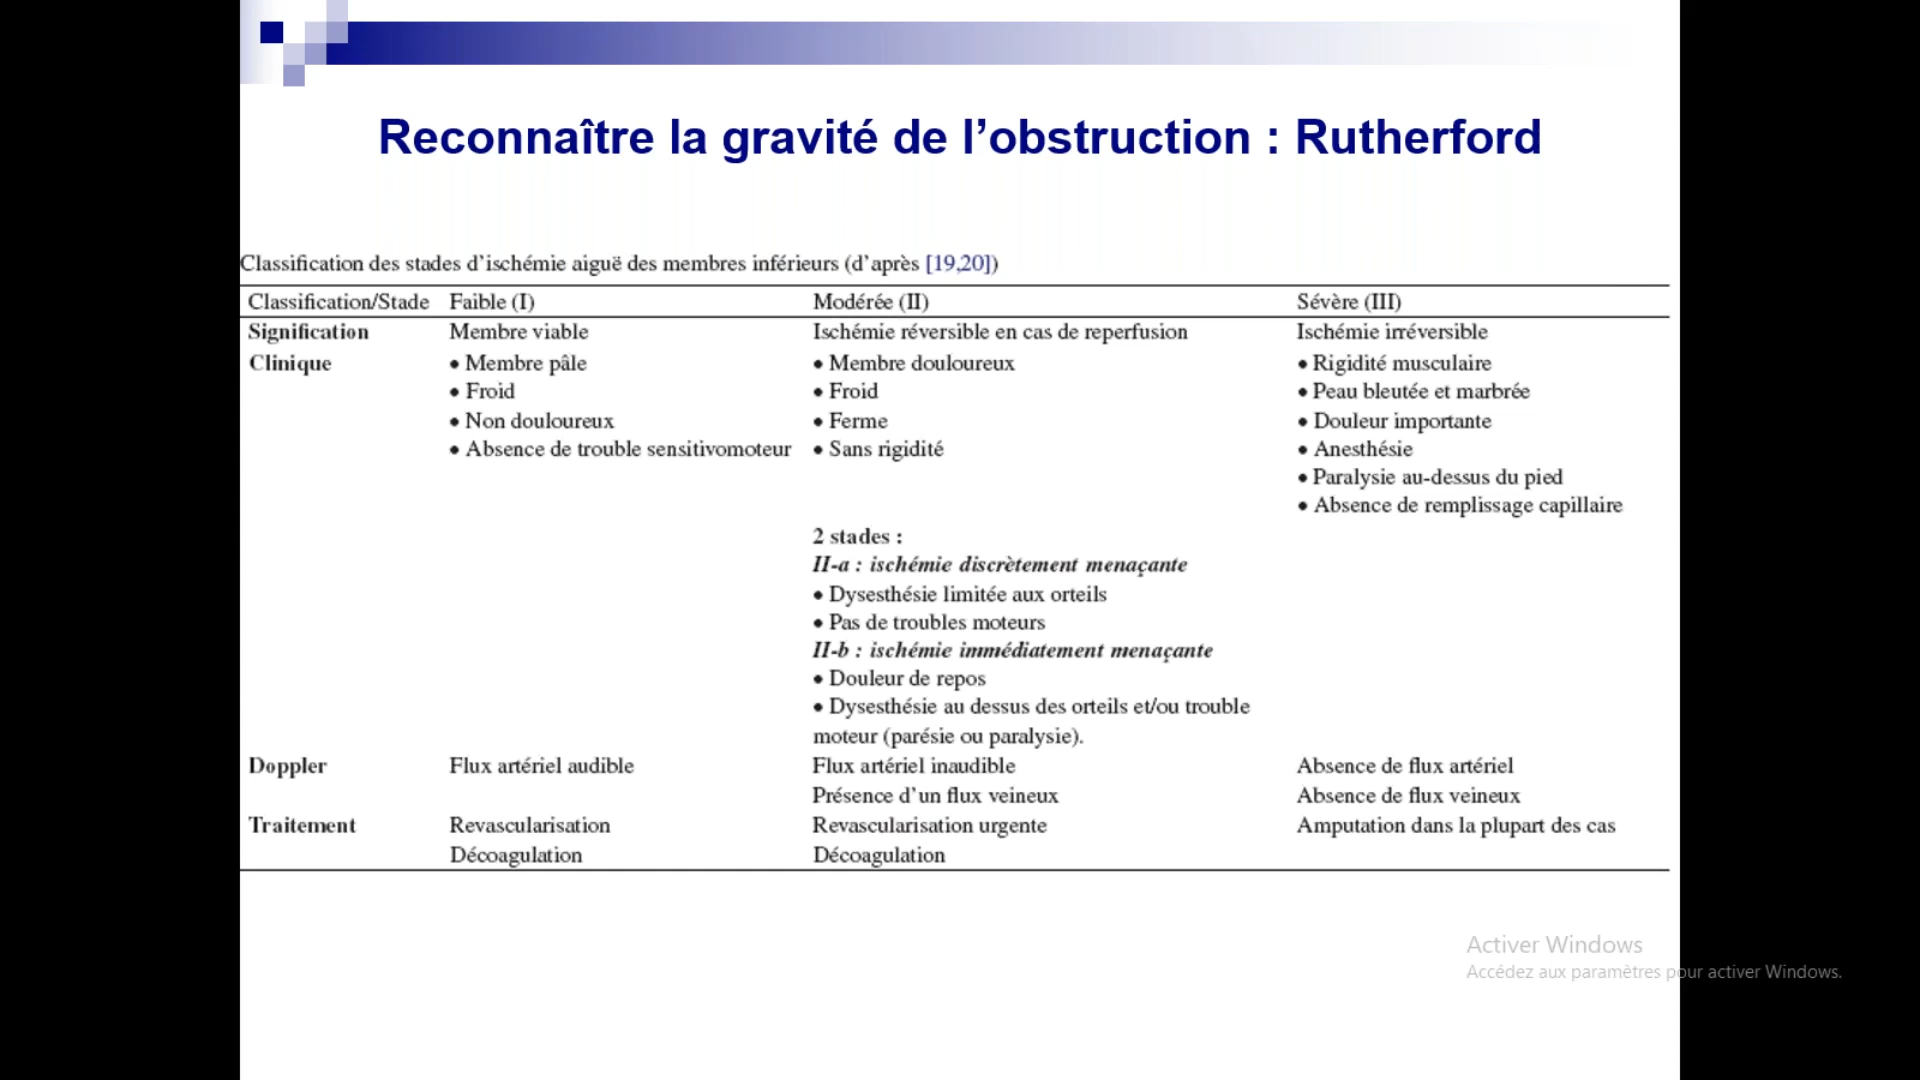 Reconnaître la gravité de l’obstruction : Rutherford
Classification des stades d’ischémie aiguë des membres inférieurs (d’après [19,20])
Classification/Stade Faible (I) Modérée (II) Sévère (III)
Signification Membre viable Ischémie réversible en cas de reperfusion Ischémie irréversible
Clinique • Membre pâle • Membre douloureux • Rigidité musculaire
• Froid • Froid • Peau bleutée et marbrée
• Non douloureux • Ferme • Douleur importante
• Absence de trouble sensitivomoteur • Sans rigidité • Anesthésie
• Paralysie au-dessus du pied
• Absence de remplissage capillaire
2 stades :
II-a : ischémie discrètement menaçante
• Dysesthésie limitée aux orteils
• Pas de troubles moteurs
II-b : ischémie immédiatement menaçante
• Douleur de repos
• Dysesthésie au dessus des orteils et/ou trouble
moteur (parésie ou paralysie).
Doppler Flux artériel audible Flux artériel inaudible Absence de flux artériel
Présence d’un flux veineux Absence de flux veineux
Traitement Revascularisation Revascularisation urgente Amputation dans la plupart des cas
Décoagulation Décoagulation
Activer Windows
Accédez aux paramètres pour activer Windows.